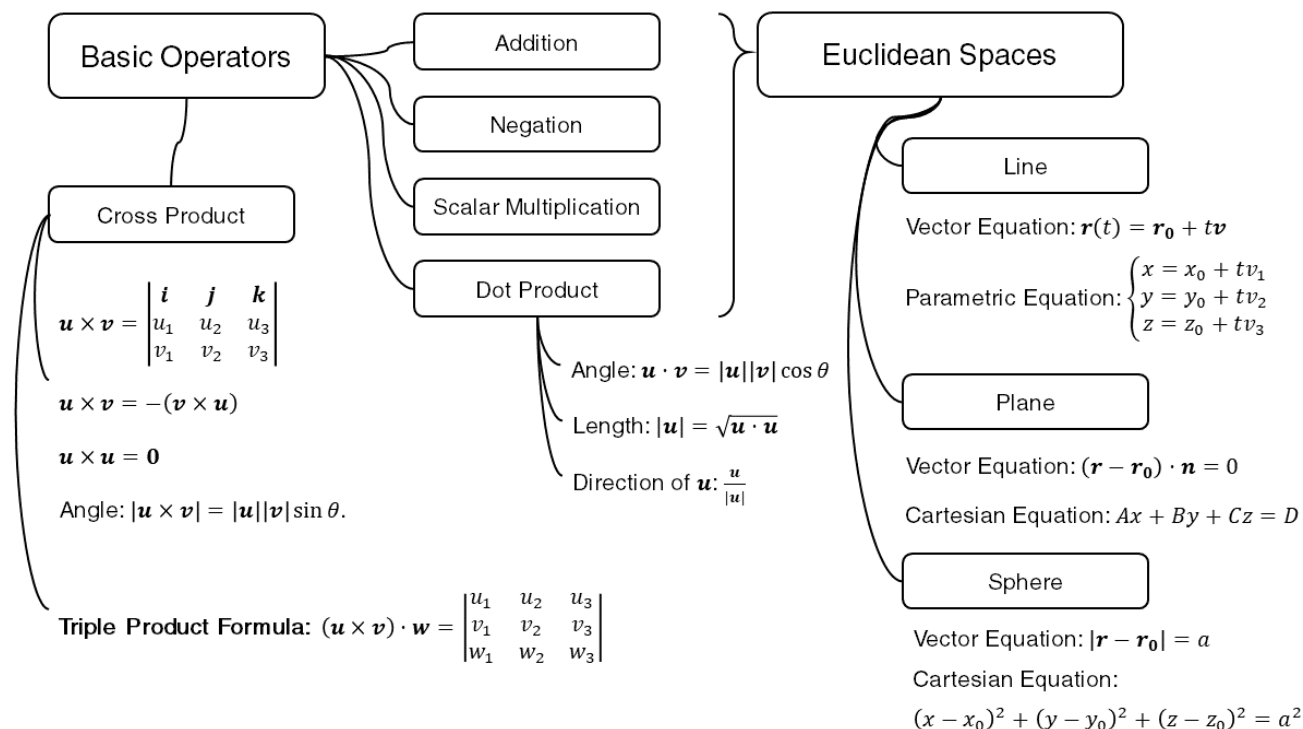 Basic Operators
Addition
Negation
Scalar Multiplication
Dot Product
Angle: 𝒖 · 𝒗 = |𝒖||𝒗| cos θ
Length: |𝒖| = √(𝒖 · 𝒖)
Direction of 𝒖: 𝒖/|𝒖|
Cross Product
𝒖 × 𝒗 = | 𝒊 𝒋 𝒌 |
| u₁ u₂ u₃ |
| v₁ v₂ v₃ |
𝒖 × 𝒗 = −(𝒗 × 𝒖)
𝒖 × 𝒖 = 𝟎
Angle: |𝒖 × 𝒗| = |𝒖||𝒗| sin θ.
Triple Product Formula: (𝒖 × 𝒗) · 𝒘 = | u₁ u₂ u₃ |
| v₁ v₂ v₃ |
| w₁ w₂ w₃ |
Euclidean Spaces
Line
Vector Equation: 𝒓(t) = 𝒓𝟎 + t𝒗
Parametric Equation: { x = x₀ + tv₁
y = y₀ + tv₂
z = z₀ + tv₃
Plane
Vector Equation: (𝒓 − 𝒓𝟎) · 𝒏 = 0
Cartesian Equation: Ax + By + Cz = D
Sphere
Vector Equation: |𝒓 − 𝒓𝟎| = a
Cartesian Equation:
(x − x₀)² + (y − y₀)² + (z − z₀)² = a²